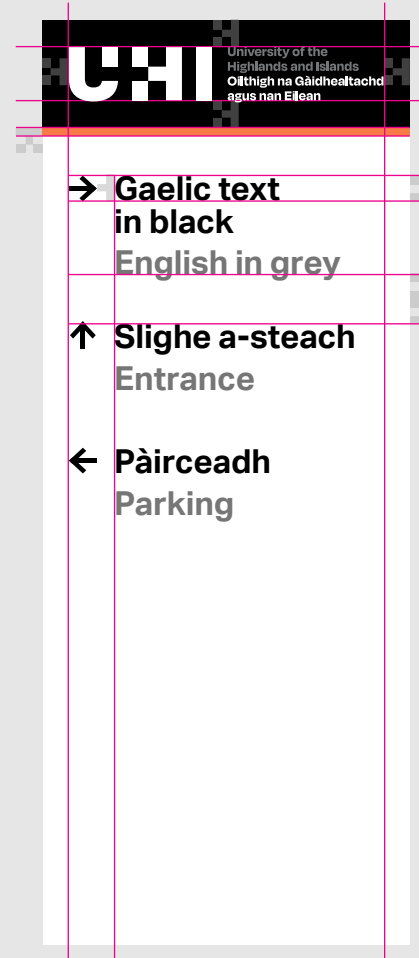 UHI
University of the
Highlands and Islands
Oilthigh na Gàidhealtachd
agus nan Eilean
→ Gaelic text
in black
English in grey
↑ Slighe a-steach
Entrance
← Pàirceadh
Parking